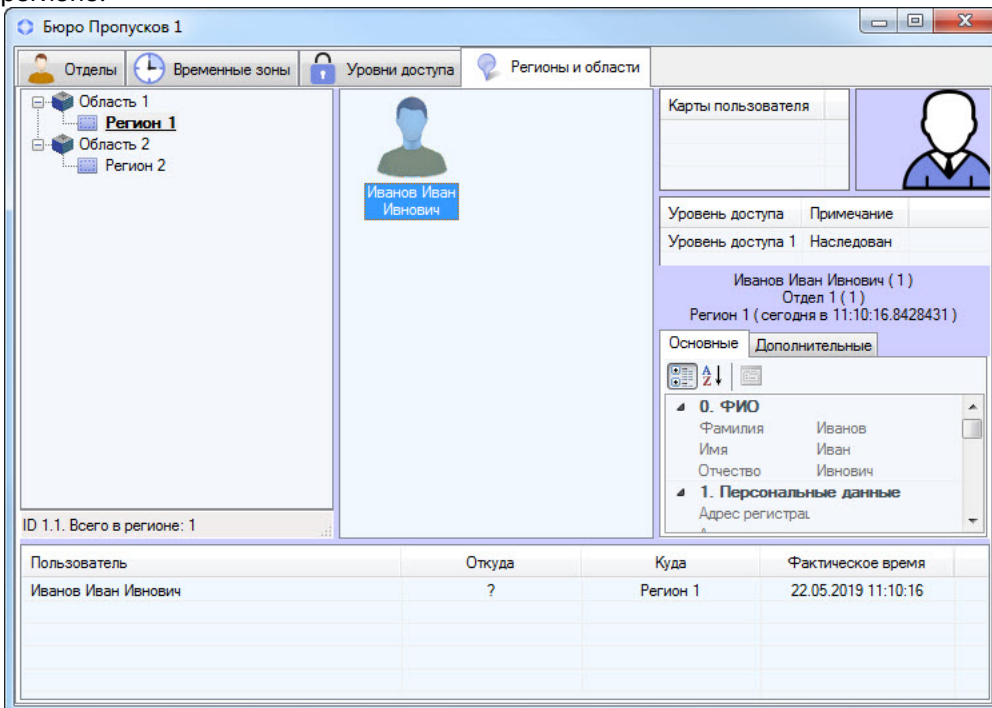 регионе.
Бюро Пропусков 1
Отделы Временные зоны Уровни доступа Регионы и области
Область 1
Регион 1
Область 2
Регион 2
ID 1.1. Всего в регионе: 1
Иванов Иван
Ивнович
Карты пользователя
Уровень доступа Примечание
Уровень доступа 1 Наследован
Иванов Иван Ивнович ( 1 )
Отдел 1 ( 1 )
Регион 1 ( сегодня в 11:10:16.8428431 )
Основные Дополнительные
0. ФИО
Фамилия Иванов
Имя Иван
Отчество Ивнович
1. Персональные данные
Адрес регистрац
Пользователь Откуда Куда Фактическое время
Иванов Иван Ивнович ? Регион 1 22.05.2019 11:10:16